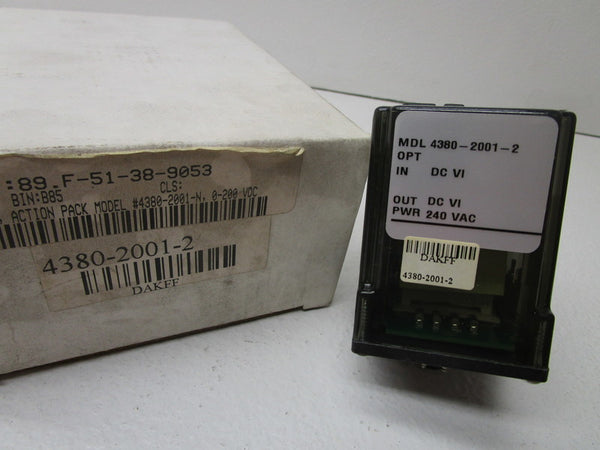 :89.F-51-38-9053
BIN:B85 CLS:
ACTION PACK MODEL #4380-2001-N, 0-200 VDC
4380-2001-2
DAKFF
MDL 4380-2001-2
OPT
IN DC VI
OUT DC VI
PWR 240 VAC
DAKFF
4380-2001-2